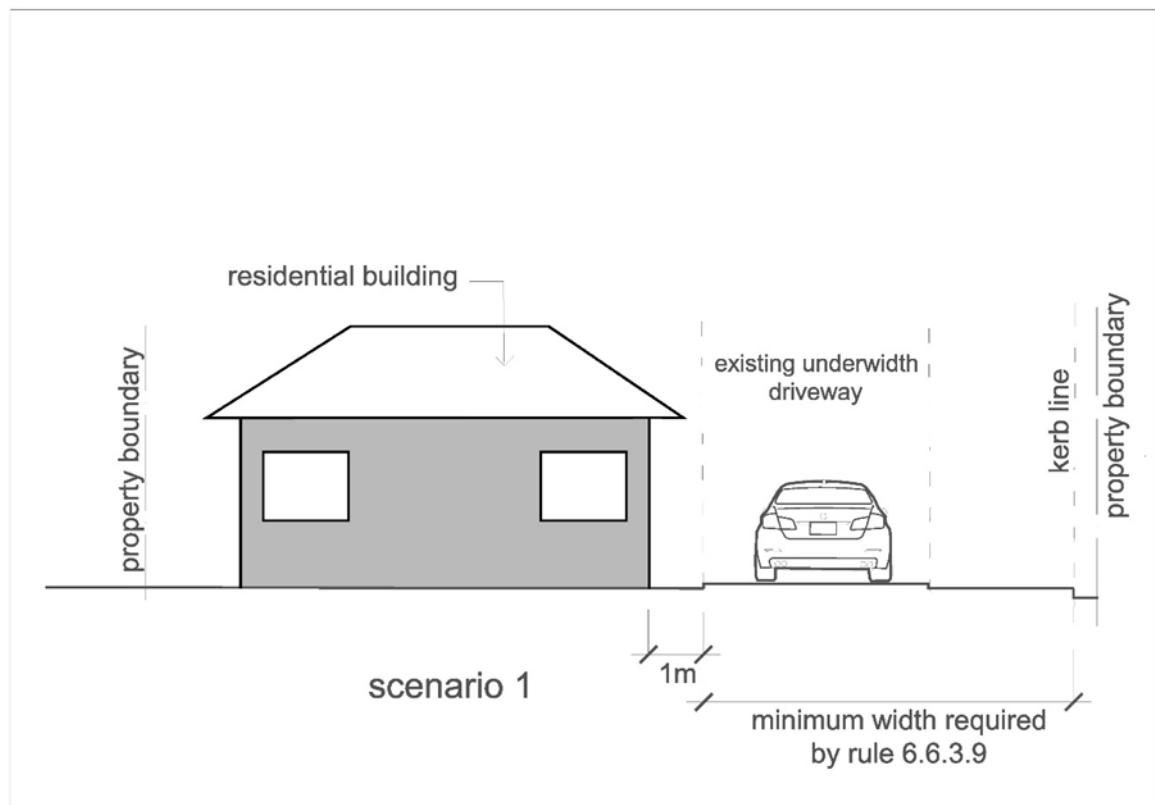 residential building
existing underwidth
driveway
property boundary
kerb line
property boundary
1m
scenario 1
minimum width required
by rule 6.6.3.9